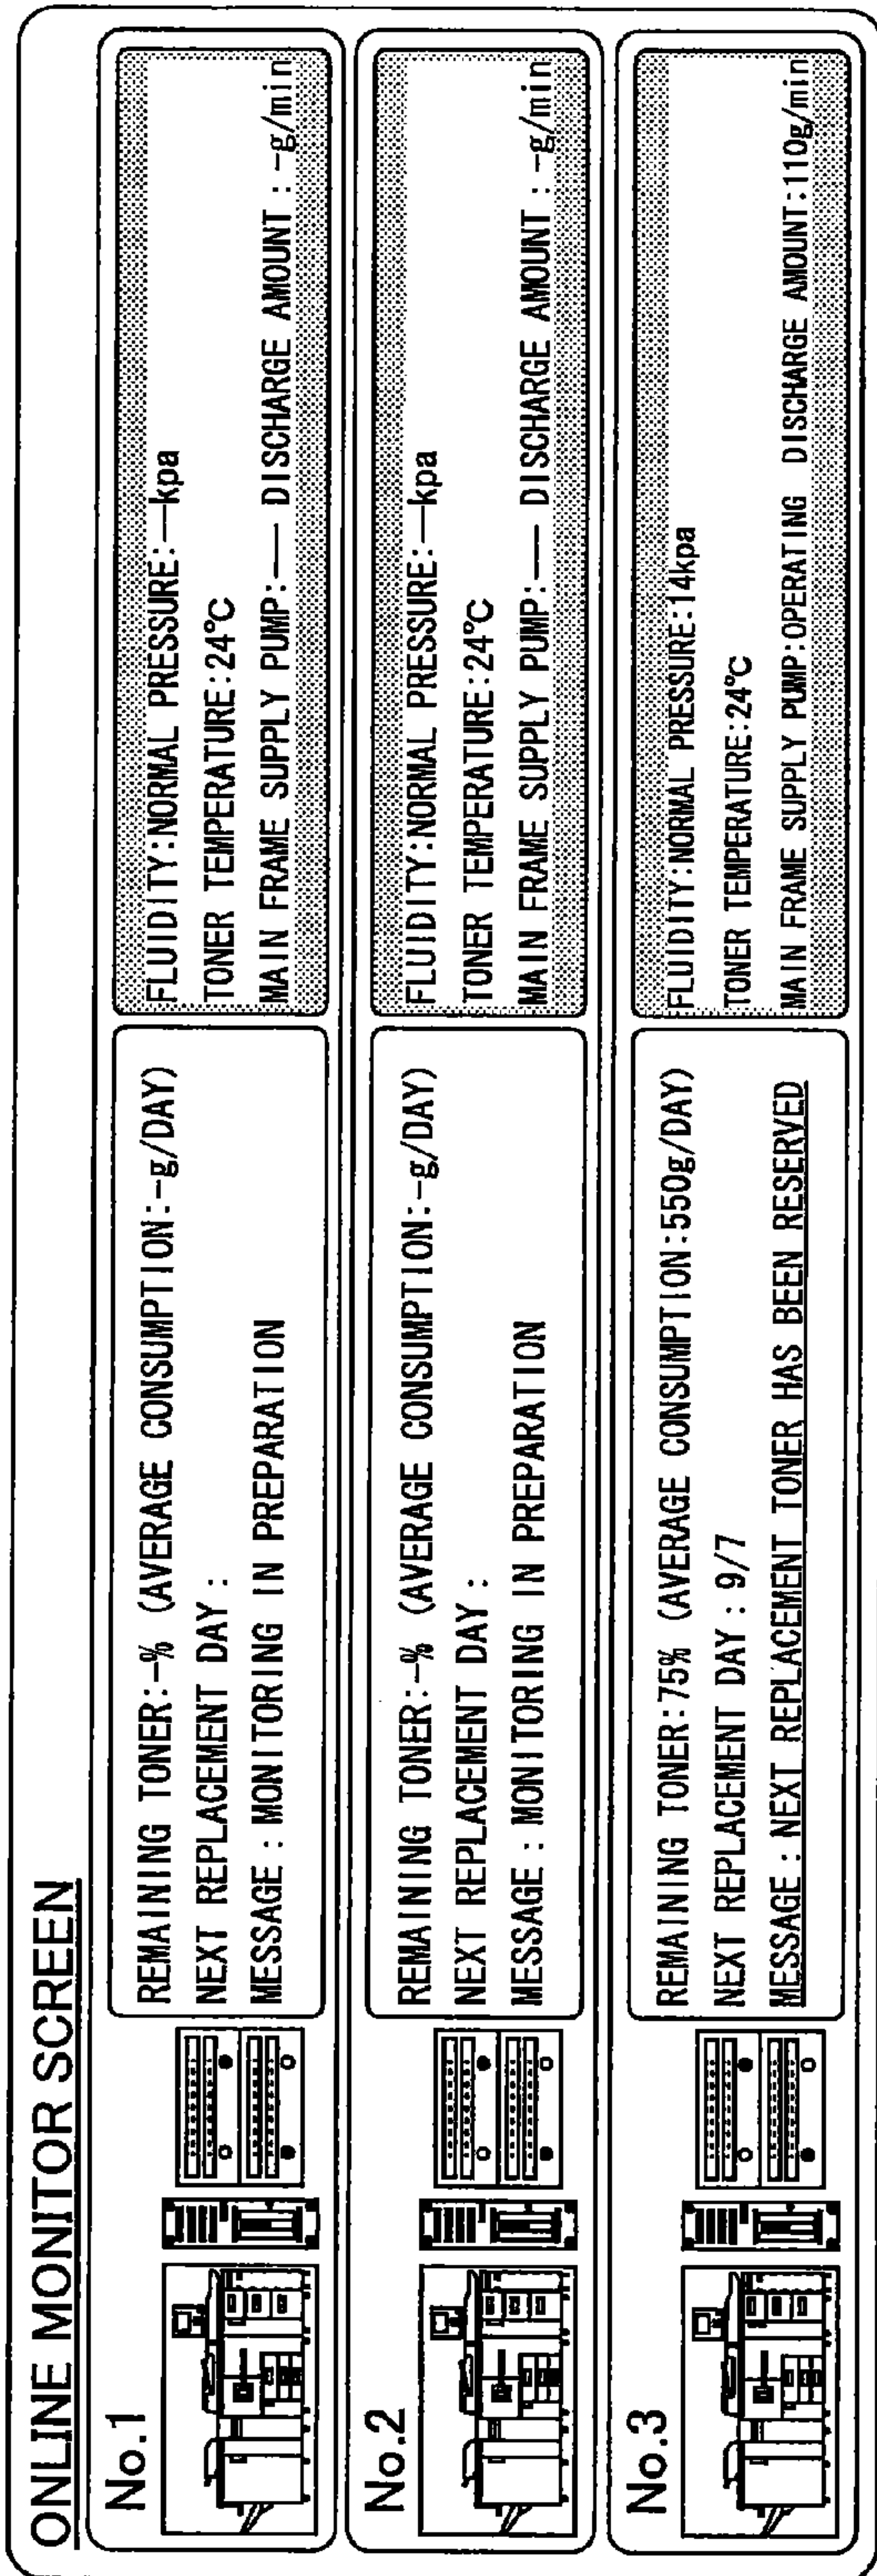 ONLINE MONITOR SCREEN
No.1
REMAINING TONER:-% (AVERAGE CONSUMPTION:-g/DAY)
NEXT REPLACEMENT DAY:
MESSAGE : MONITORING IN PREPARATION
FLUIDITY:NORMAL PRESSURE:—kpa
TONER TEMPERATURE:24°C
MAIN FRAME SUPPLY PUMP:— DISCHARGE AMOUNT :-g/min
No.2
REMAINING TONER:-% (AVERAGE CONSUMPTION:-g/DAY)
NEXT REPLACEMENT DAY:
MESSAGE : MONITORING IN PREPARATION
FLUIDITY:NORMAL PRESSURE:—kpa
TONER TEMPERATURE:24°C
MAIN FRAME SUPPLY PUMP:— DISCHARGE AMOUNT :-g/min
No.3
REMAINING TONER:75% (AVERAGE CONSUMPTION:550g/DAY)
NEXT REPLACEMENT DAY : 9/7
MESSAGE : NEXT REPLACEMENT TONER HAS BEEN RESERVED
FLUIDITY:NORMAL PRESSURE:14kpa
TONER TEMPERATURE:24°C
MAIN FRAME SUPPLY PUMP:OPERATING DISCHARGE AMOUNT:110g/min